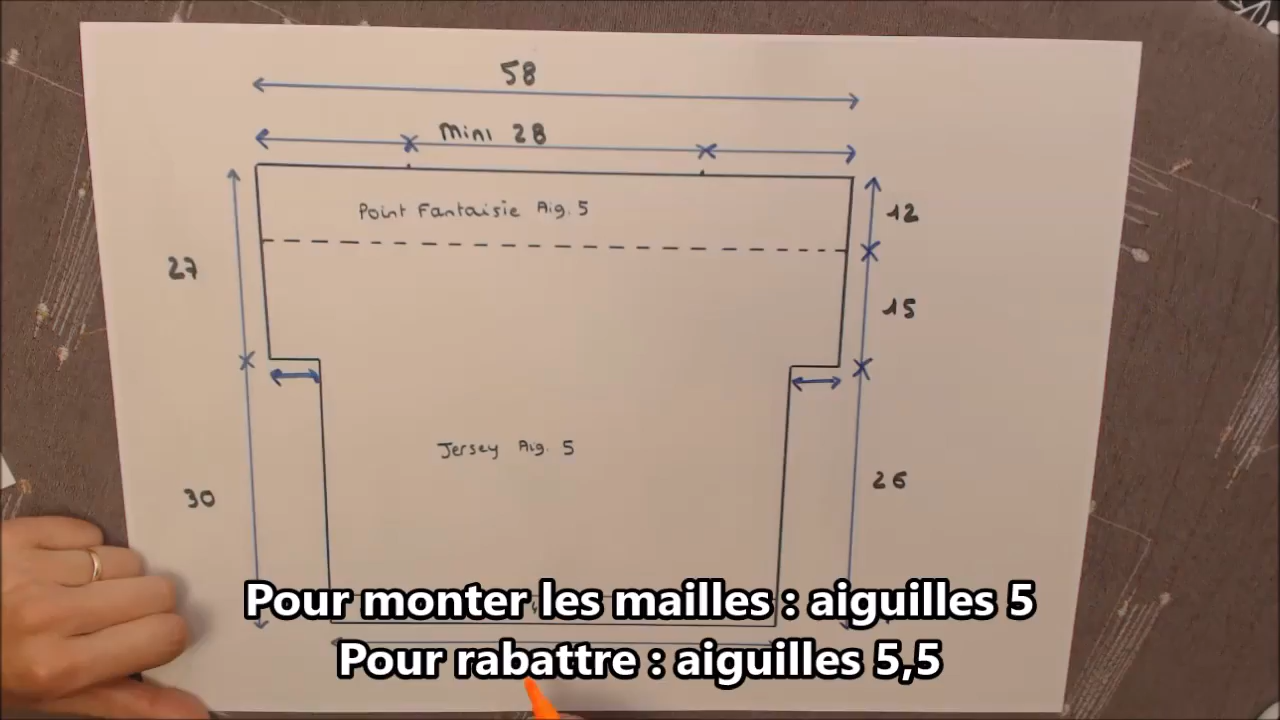 58
Mini 28
Point Fantaisie Aig. 5
12
27
15
Jersey Aig. 5
26
30
Pour monter les mailles : aiguilles 5
Pour rabattre : aiguilles 5,5